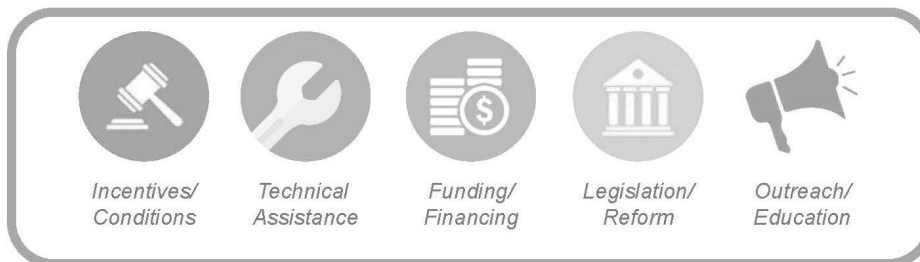 $
Incentives/ Technical Funding/ Legislation/ Outreach/
Conditions Assistance Financing Reform Education